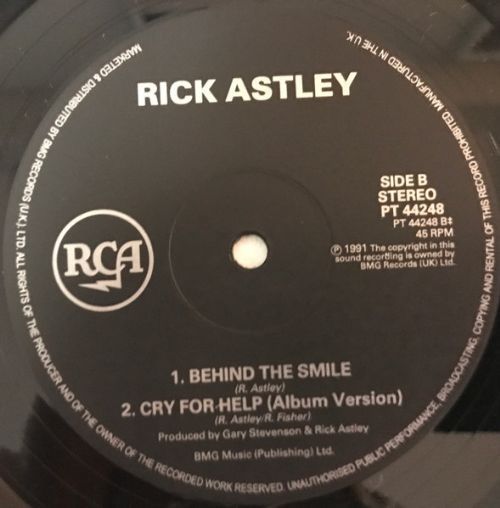 RICK ASTLEY
SIDE B
STEREO
PT 44248
PT 44248 B‡
45 RPM
℗ 1991 The copyright in this
sound recording is owned by
BMG Records (UK) Ltd.
RCA
1. BEHIND THE SMILE
(R. Astley)
2. CRY FOR HELP (Album Version)
(R. Astley/R. Fisher)
Produced by Gary Stevenson & Rick Astley
BMG Music (Publishing) Ltd.
MARKETED & DISTRIBUTED BY BMG RECORDS (U.K.) LTD. ALL RIGHTS OF THE PRODUCER AND OF THE OWNER OF THE RECORDED WORK RESERVED. UNAUTHORISED PUBLIC PERFORMANCE, BROADCASTING, COPYING AND RENTAL OF THIS RECORD PROHIBITED. MANUFACTURED IN THE U.K.